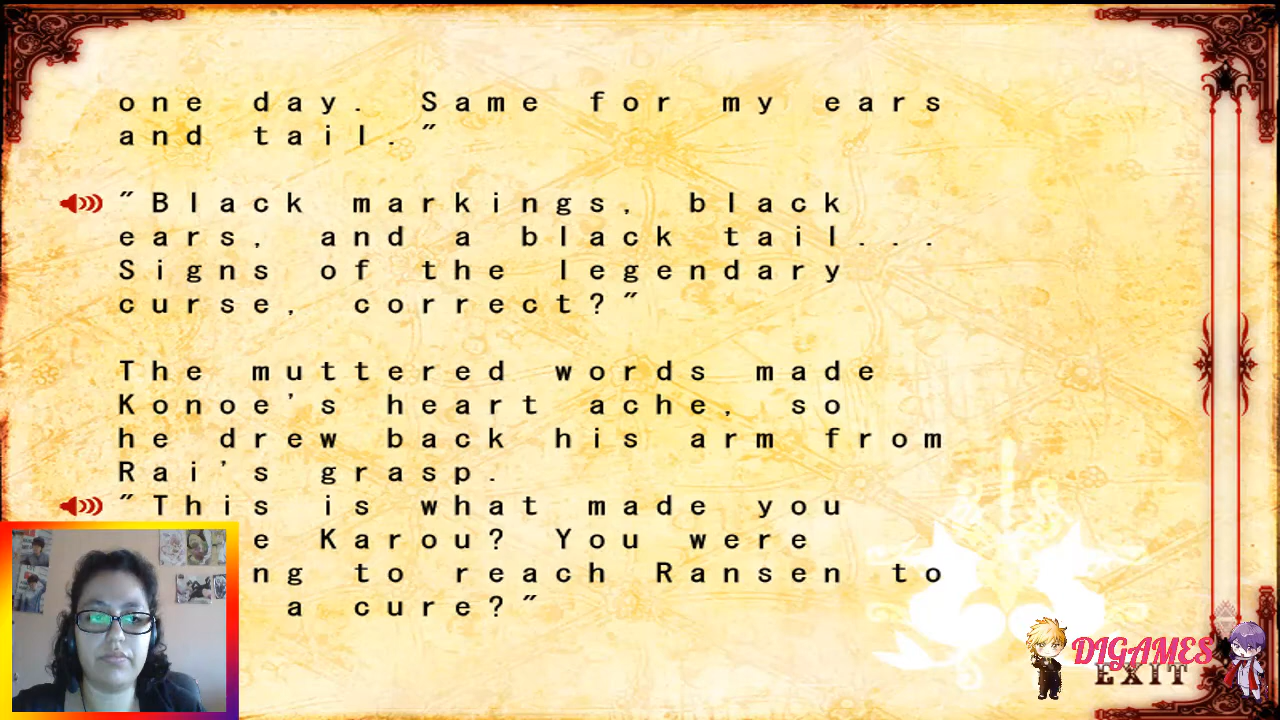 one day. Same for my ears
and tail."
"Black markings, black
ears, and a black tail...
Signs of the legendary
curse, correct?"
The muttered words made
Konoe's heart ache, so
he drew back his arm from
Rai's grasp.
"This is what made you
e Karou? You were
ng to reach Ransen to
a cure?"
DIGAMES
EXIT